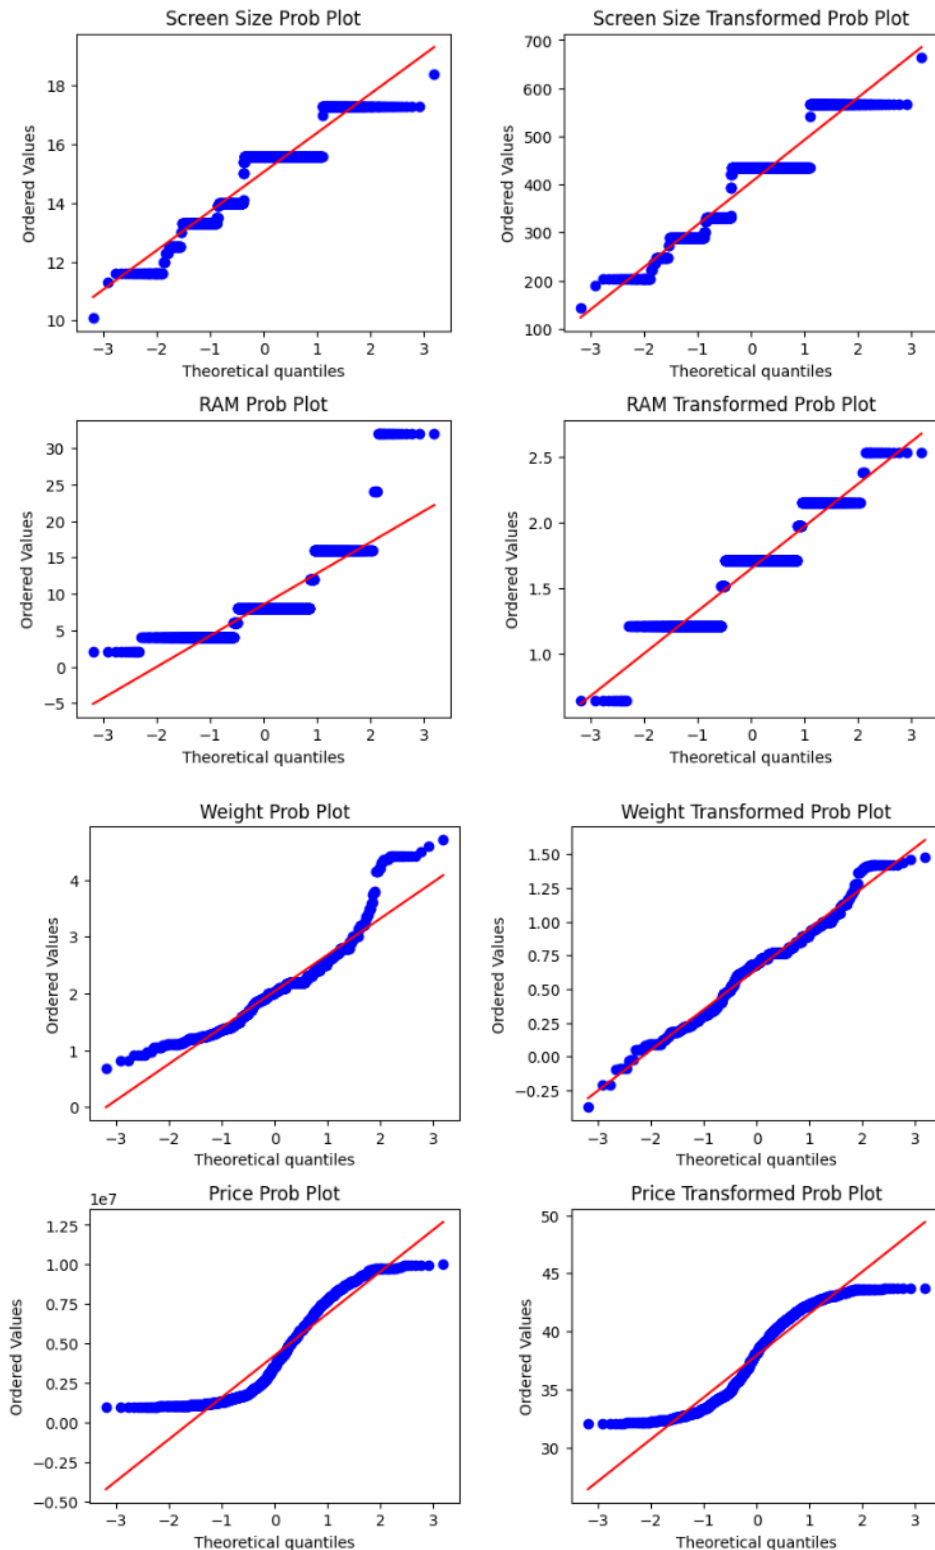 Screen Size Prob Plot
Ordered Values
18
16
14
12
10
−3 −2 −1 0 1 2 3
Theoretical quantiles
Screen Size Transformed Prob Plot
Ordered Values
700
600
500
400
300
200
100
−3 −2 −1 0 1 2 3
Theoretical quantiles
RAM Prob Plot
Ordered Values
30
25
20
15
10
5
0
−5
−3 −2 −1 0 1 2 3
Theoretical quantiles
RAM Transformed Prob Plot
Ordered Values
2.5
2.0
1.5
1.0
−3 −2 −1 0 1 2 3
Theoretical quantiles
Weight Prob Plot
Ordered Values
4
3
2
1
0
−3 −2 −1 0 1 2 3
Theoretical quantiles
Weight Transformed Prob Plot
Ordered Values
1.50
1.25
1.00
0.75
0.50
0.25
0.00
−0.25
−3 −2 −1 0 1 2 3
Theoretical quantiles
Price Prob Plot
1e7
Ordered Values
1.25
1.00
0.75
0.50
0.25
0.00
−0.25
−0.50
−3 −2 −1 0 1 2 3
Theoretical quantiles
Price Transformed Prob Plot
Ordered Values
50
45
40
35
30
−3 −2 −1 0 1 2 3
Theoretical quantiles